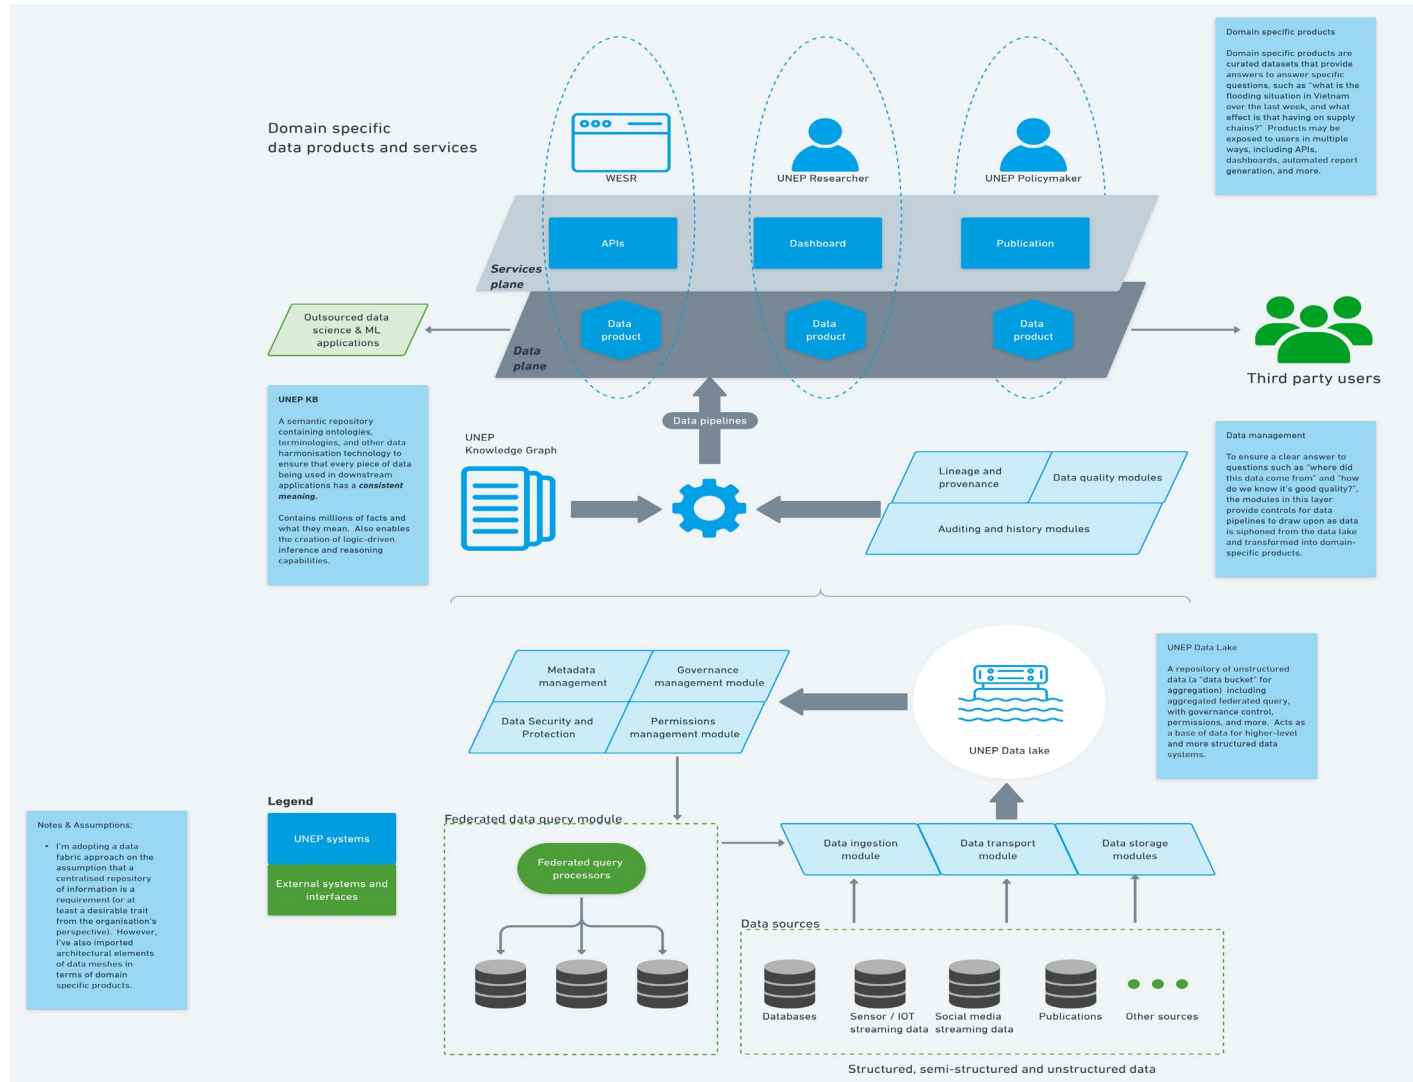 Domain specific products
Domain specific products are
curated datasets that provide
answers to answer specific
questions, such as "what is the
flooding situation in Vietnam
over the last week, and what
effect is that having on supply
chains?" Products may be
exposed to users in multiple
ways, including APIs,
dashboards, automated report
generation, and more.
Domain specific
data products and services
WESR
UNEP Researcher
UNEP Policymaker
APIs
Dashboard
Publication
Services
plane
Data
product
Data
product
Data
product
Data
plane
Outsourced data
science & ML
applications
Third party users
UNEP KB
A semantic repository
containing ontologies,
terminologies, and other data
harmonisation technology to
ensure that every piece of data
being used in downstream
applications has a consistent
meaning.
Contains millions of facts and
what they mean. Also enables
the creation of logic-driven
inference and reasoning
capabilities.
Data pipelines
UNEP
Knowledge Graph
Lineage and
provenance
Data quality modules
Auditing and history modules
Data management
To ensure a clear answer to
questions such as "where did
this data come from" and "how
do we know it's good quality?",
the modules in this layer
provide controls for data
pipelines to draw upon as data
is siphoned from the data lake
and transformed into domain-
specific products.
Metadata
management
Governance
management module
Data Security and
Protection
Permissions
management module
UNEP Data lake
UNEP Data Lake
A repository of unstructured
data (a "data bucket" for
aggregation) including
aggregated federated query,
with governance control,
permissions, and more. Acts as
a base of data for higher-level
and more structured data
systems.
Notes & Assumptions:
• I'm adopting a data
fabric approach on the
assumption that a
centralised repository
of information is a
requirement (or at
least a desirable trait
from the organisation's
perspective). However,
I've also imported
architectural elements
of data meshes in
terms of domain
specific products.
Legend
UNEP systems
External systems and
interfaces
Federated data query module
Federated query
processors
Data ingestion
module
Data transport
module
Data storage
modules
Data sources
Databases
Sensor / IOT
streaming data
Social media
streaming data
Publications
Other sources
Structured, semi-structured and unstructured data